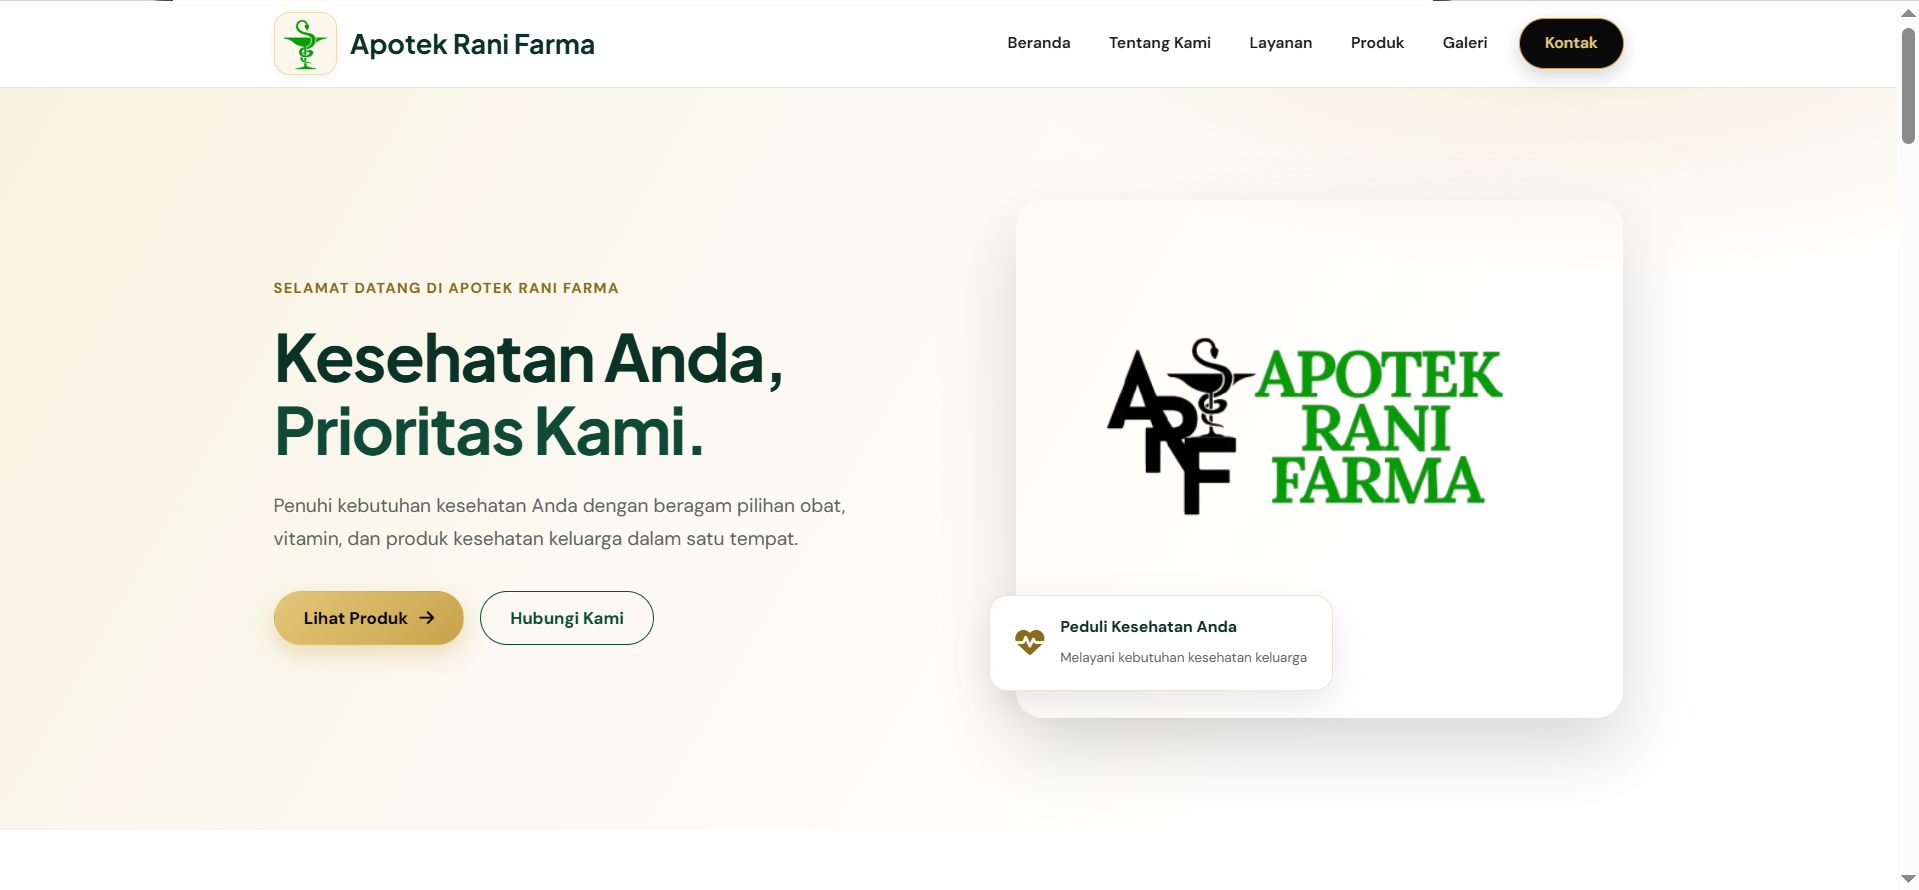 Apotek Rani Farma
Beranda
Tentang Kami
Layanan
Produk
Galeri
Kontak
SELAMAT DATANG DI APOTEK RANI FARMA
Kesehatan Anda,
Prioritas Kami.
Penuhi kebutuhan kesehatan Anda dengan beragam pilihan obat,
vitamin, dan produk kesehatan keluarga dalam satu tempat.
Lihat Produk →
Hubungi Kami
ARF
APOTEK
RANI
FARMA
Peduli Kesehatan Anda
Melayani kebutuhan kesehatan keluarga